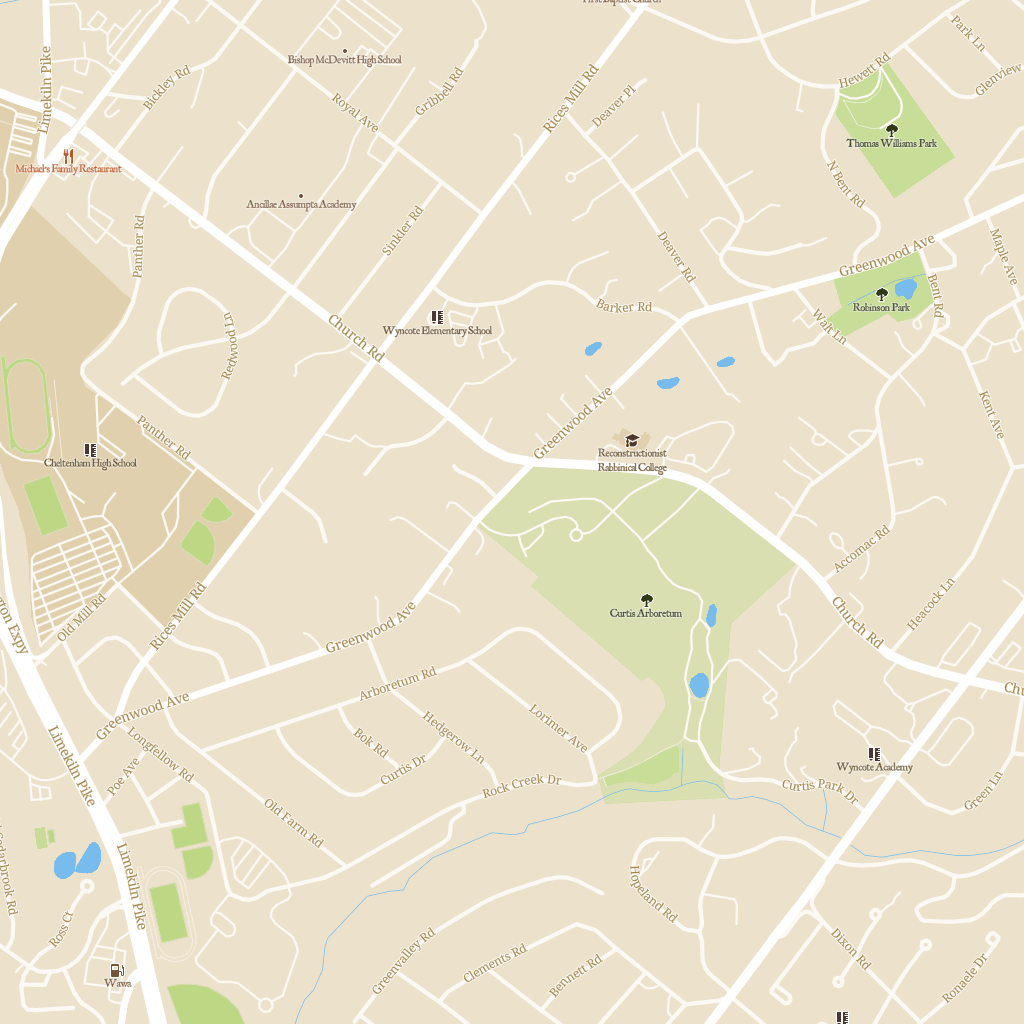 First Baptist Church
Park Ln
Limekiln Pike
Bickley Rd
Bishop McDevitt High School
Gribbell Rd
Rices Mill Rd
Hewett Rd
Glenview
Royal Ave
Deaver Pl
Thomas Williams Park
Michael's Family Restaurant
N Bent Rd
Ancillae Assumpta Academy
Panther Rd
Sinkler Rd
Deaver Rd
Greenwood Ave
Maple Ave
Bent Rd
Robinson Park
Barker Rd
Walt Ln
Wyncote Elementary School
Church Rd
Redwood Ln
Kent Ave
Greenwood Ave
Panther Rd
Reconstructionist
Rabbinical College
Cheltenham High School
Accomac Rd
Heacock Ln
Curtis Arboretum
Church Rd
Old Mill Rd
Rices Mill Rd
Greenwood Ave
ton Expy
Arboretum Rd
Chu
Greenwood Ave
Lorimer Ave
Hedgerow Ln
Bok Rd
Curtis Dr
Longfellow Rd
Limekiln Pike
Poe Ave
Rock Creek Dr
Wyncote Academy
Curtis Park Dr
Green Ln
Old Farm Rd
Cedarbrook Rd
Limekiln Pike
Hopeland Rd
Ross Ct
Greenvalley Rd
Clements Rd
Bennett Rd
Dixon Rd
Ronaele Dr
Wawa